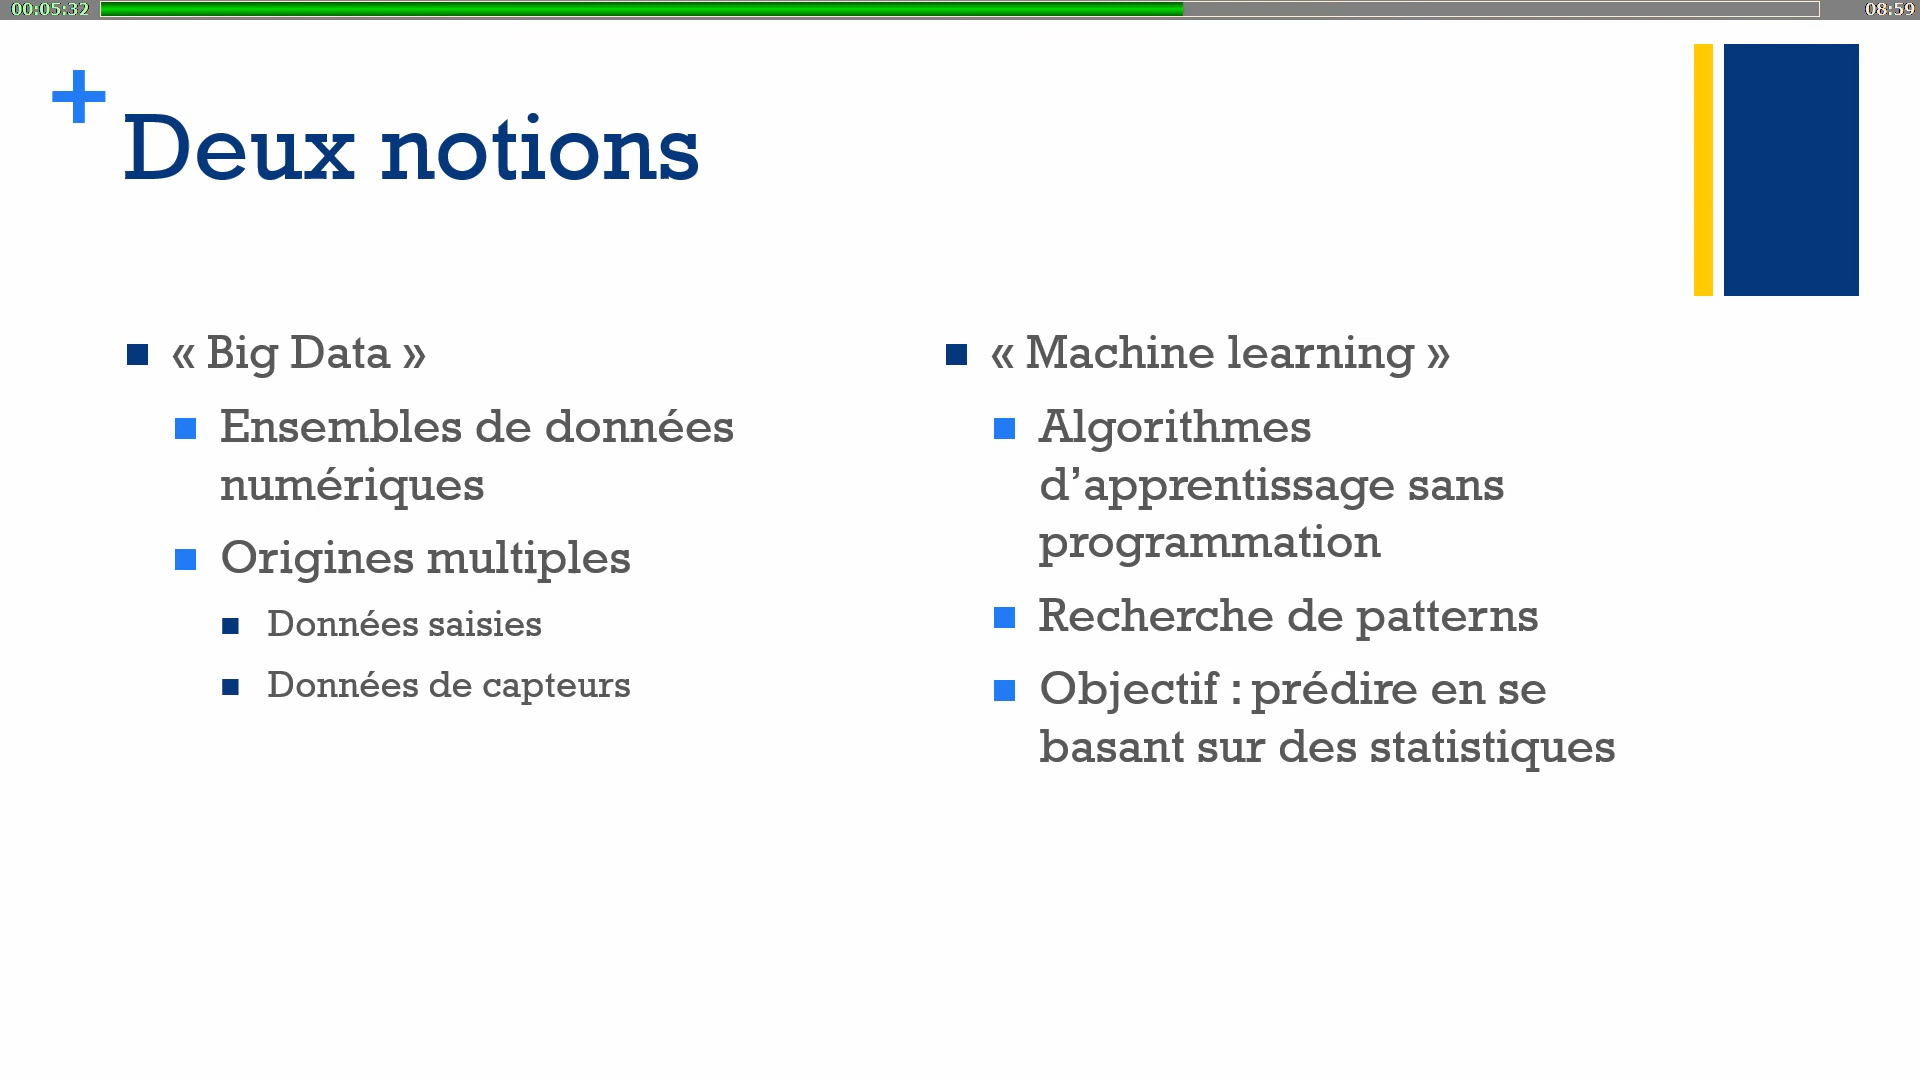 00:05:32
08:59
+
Deux notions
« Big Data »
Ensembles de données
numériques
Origines multiples
Données saisies
Données de capteurs
« Machine learning »
Algorithmes
d’apprentissage sans
programmation
Recherche de patterns
Objectif : prédire en se
basant sur des statistiques